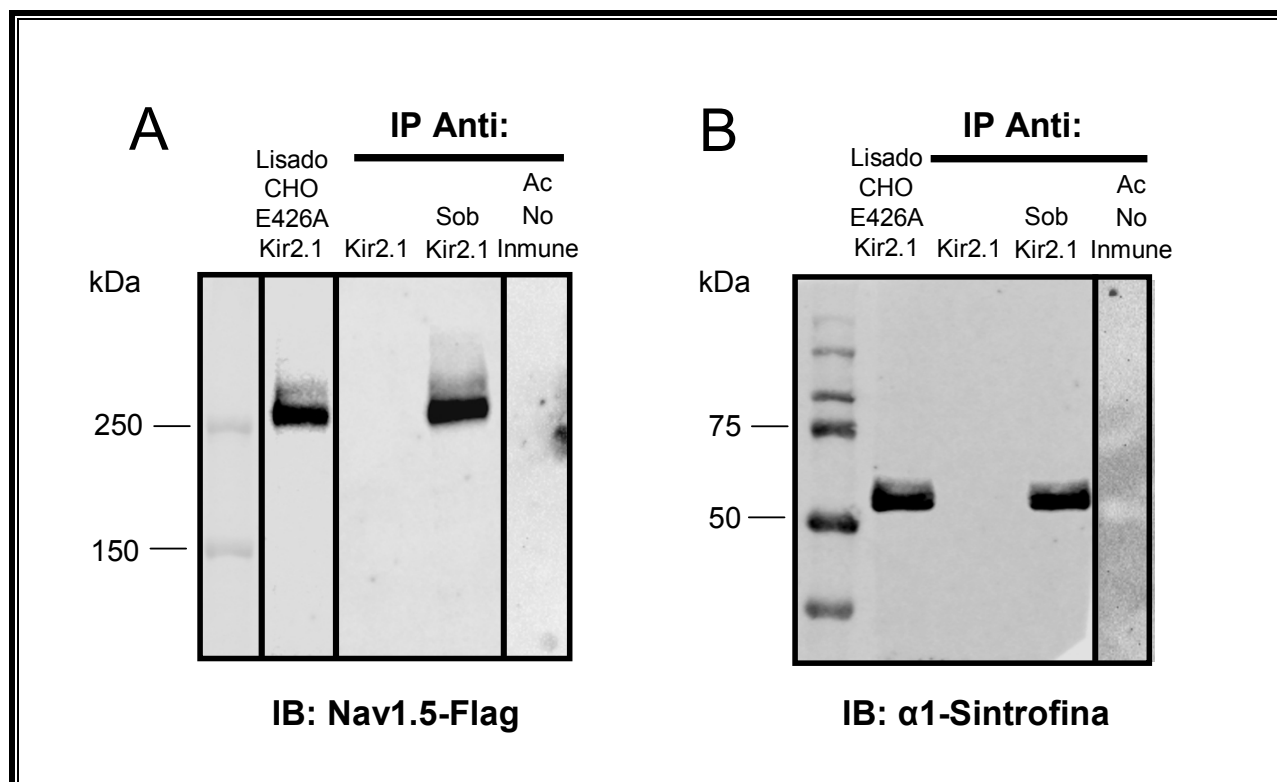 A
IP Anti:
Lisado
CHO
E426A
Kir2.1
Kir2.1
Sob
Kir2.1
Ac
No
Inmune
kDa
250
150
IB: Nav1.5-Flag
B
IP Anti:
Lisado
CHO
E426A
Kir2.1
Kir2.1
Sob
Kir2.1
Ac
No
Inmune
kDa
75
50
IB: α1-Sintrofina